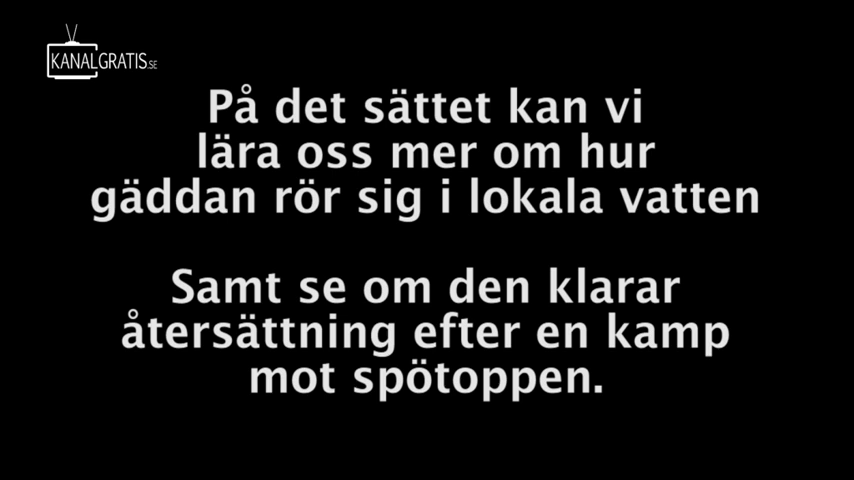 KANALGRATIS.SE
På det sättet kan vi
lära oss mer om hur
gäddan rör sig i lokala vatten
Samt se om den klarar
återsättning efter en kamp
mot spötoppen.